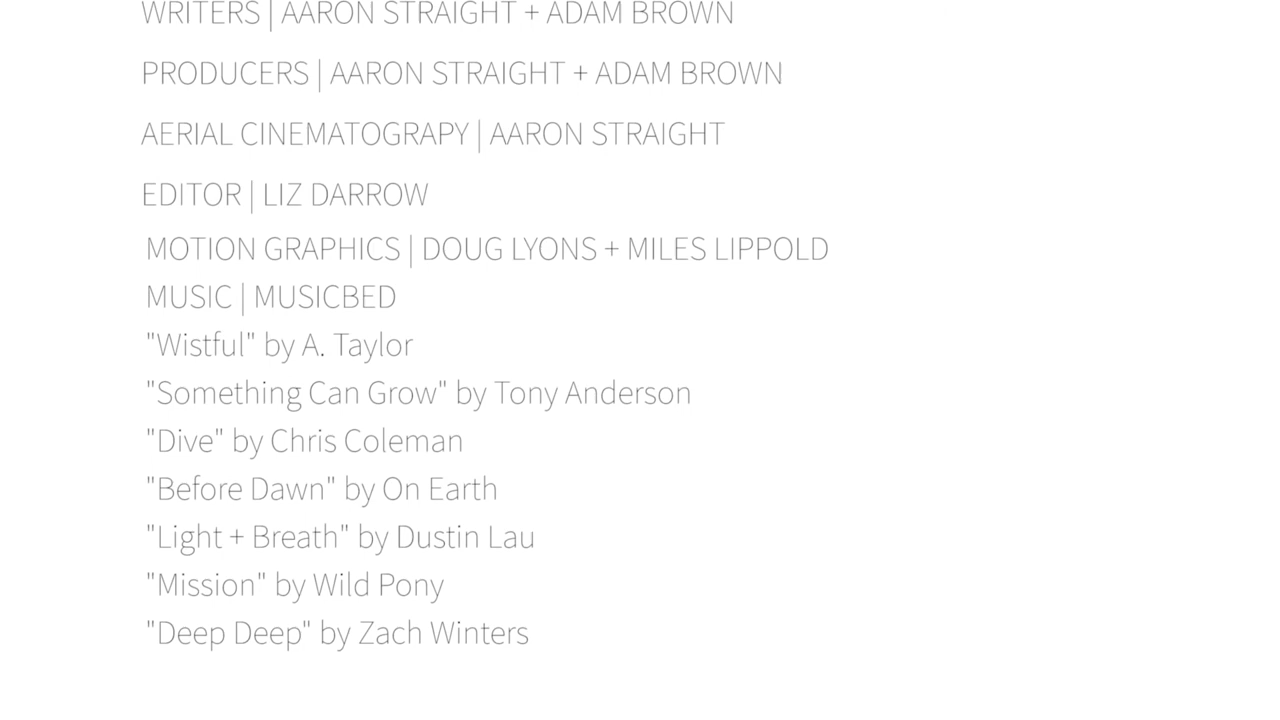 WRITERS | AARON STRAIGHT + ADAM BROWN
PRODUCERS | AARON STRAIGHT + ADAM BROWN
AERIAL CINEMATOGRAPY | AARON STRAIGHT
EDITOR | LIZ DARROW
MOTION GRAPHICS | DOUG LYONS + MILES LIPPOLD
MUSIC | MUSICBED
"Wistful" by A. Taylor
"Something Can Grow" by Tony Anderson
"Dive" by Chris Coleman
"Before Dawn" by On Earth
"Light + Breath" by Dustin Lau
"Mission" by Wild Pony
"Deep Deep" by Zach Winters